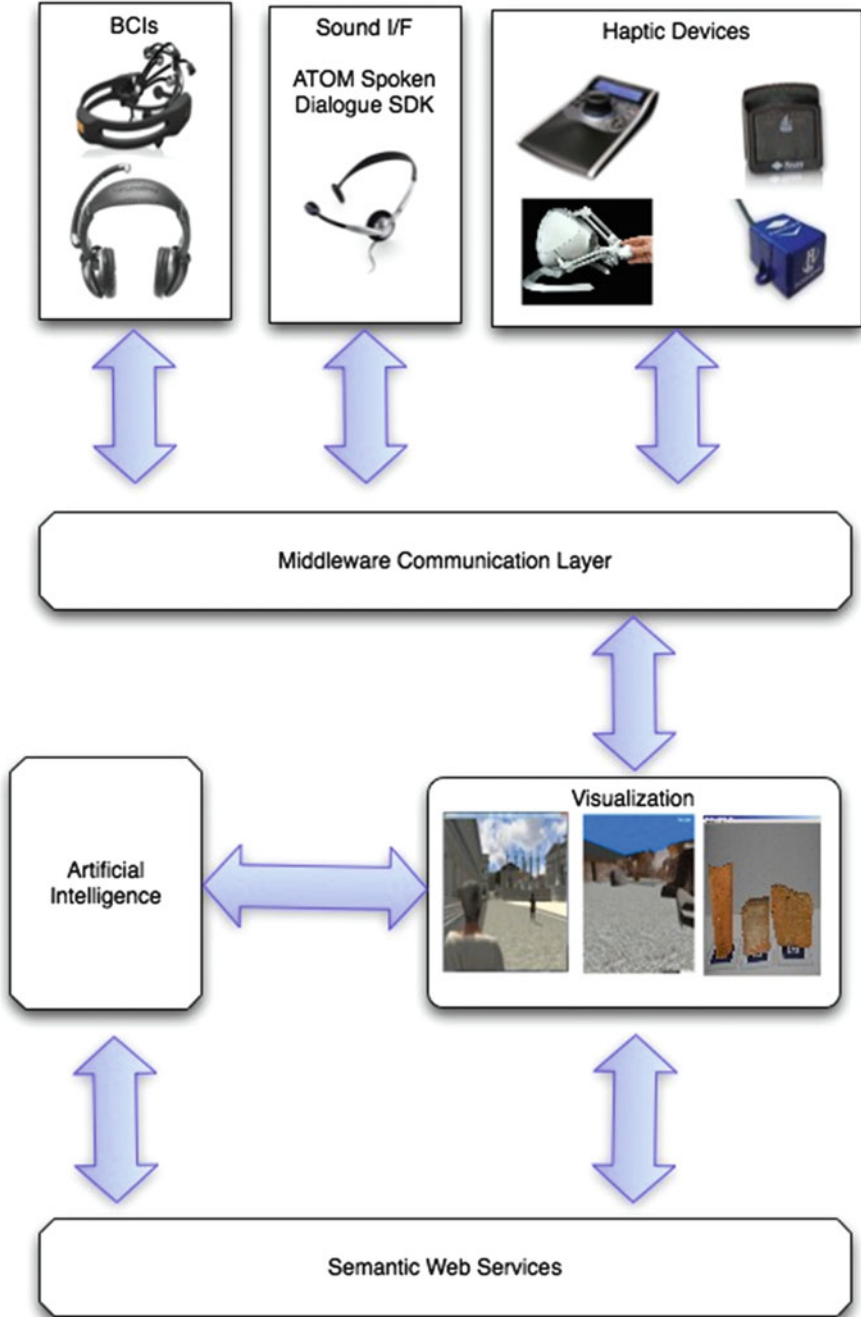 BCIs
Sound I/F
ATOM Spoken
Dialogue SDK
Haptic Devices
Middleware Communication Layer
Artificial
Intelligence
Visualization
Semantic Web Services